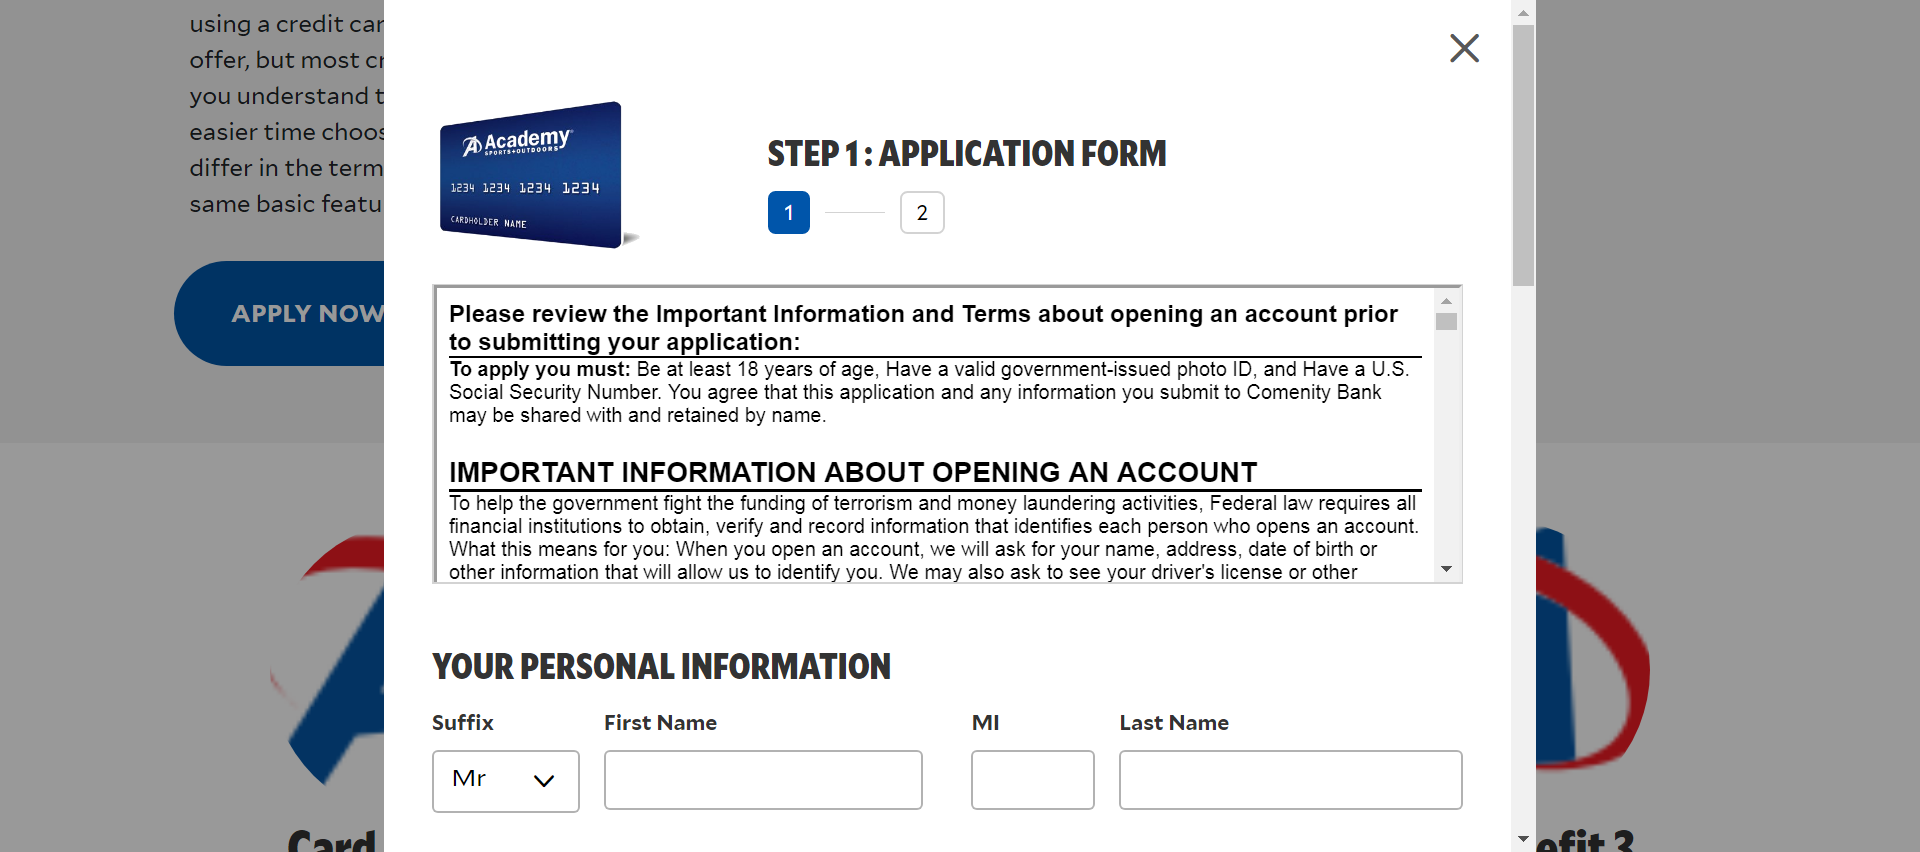 using a credit car
offer, but most cr
you understand t
easier time choos
differ in the term
same basic featu
APPLY NOW
Academy
SPORTS+OUTDOORS
1234 1234 1234 1234
CARDHOLDER NAME
STEP 1: APPLICATION FORM
1
2
Please review the Important Information and Terms about opening an account prior
to submitting your application:
To apply you must: Be at least 18 years of age, Have a valid government-issued photo ID, and Have a U.S.
Social Security Number. You agree that this application and any information you submit to Comenity Bank
may be shared with and retained by name.
IMPORTANT INFORMATION ABOUT OPENING AN ACCOUNT
To help the government fight the funding of terrorism and money laundering activities, Federal law requires all
financial institutions to obtain, verify and record information that identifies each person who opens an account.
What this means for you: When you open an account, we will ask for your name, address, date of birth or
other information that will allow us to identify you. We may also ask to see your driver's license or other
YOUR PERSONAL INFORMATION
Suffix First Name MI Last Name
Mr
Card
efit 3